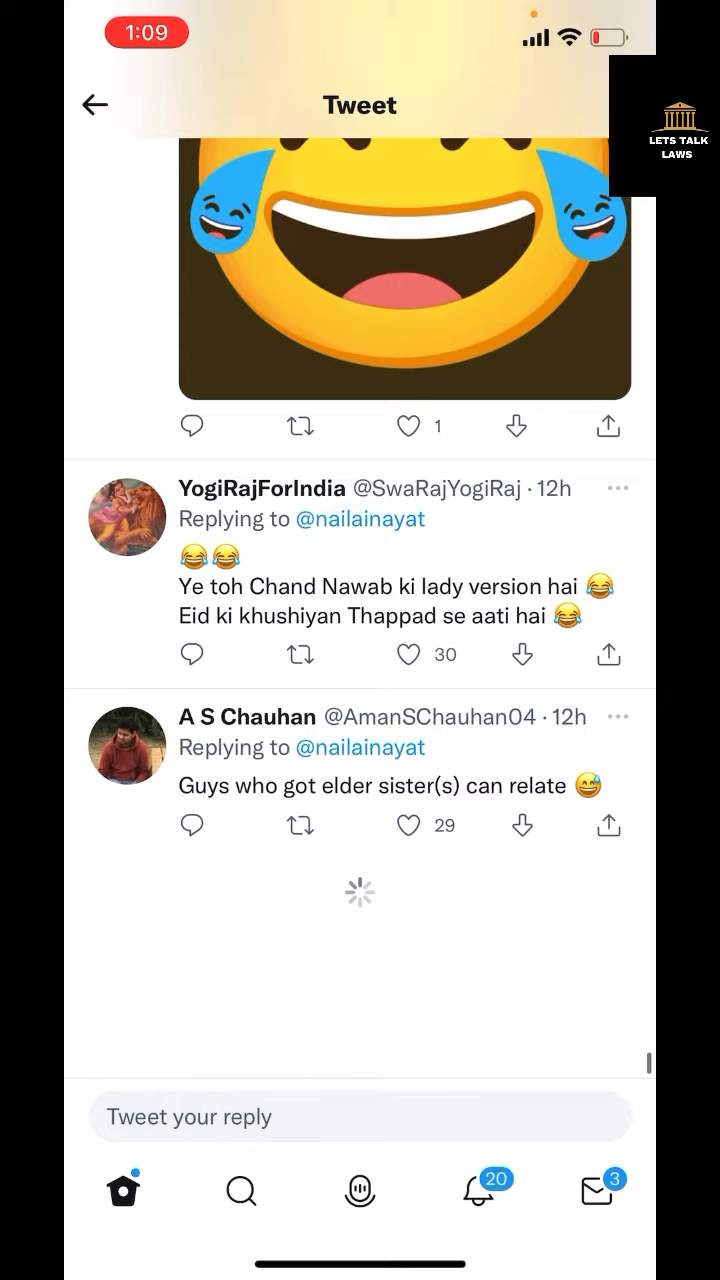 1:09
Tweet
LETS TALK
LAWS
1
YogiRajForIndia @SwaRajYogiRaj · 12h
Replying to @nailainayat
😂😂
Ye toh Chand Nawab ki lady version hai 😂
Eid ki khushiyan Thappad se aati hai 😂
30
A S Chauhan @AmanSChauhan04 · 12h
Replying to @nailainayat
Guys who got elder sister(s) can relate 😅
29
Tweet your reply
20
3